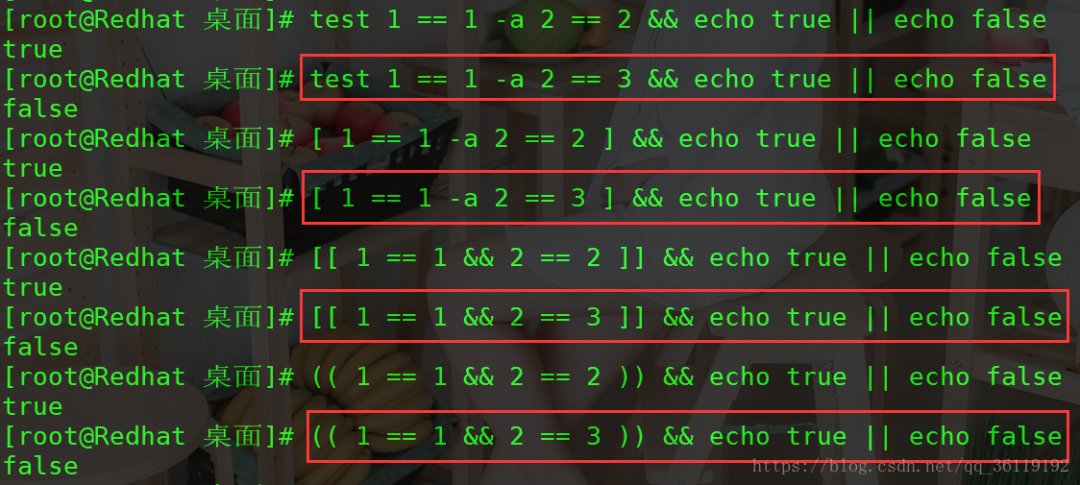 [root@Redhat 桌面]# test 1 == 1 -a 2 == 2 && echo true || echo false
true
[root@Redhat 桌面]# test 1 == 1 -a 2 == 3 && echo true || echo false
false
[root@Redhat 桌面]# [ 1 == 1 -a 2 == 2 ] && echo true || echo false
true
[root@Redhat 桌面]# [ 1 == 1 -a 2 == 3 ] && echo true || echo false
false
[root@Redhat 桌面]# [[ 1 == 1 && 2 == 2 ]] && echo true || echo false
true
[root@Redhat 桌面]# [[ 1 == 1 && 2 == 3 ]] && echo true || echo false
false
[root@Redhat 桌面]# (( 1 == 1 && 2 == 2 )) && echo true || echo false
true
[root@Redhat 桌面]# (( 1 == 1 && 2 == 3 )) && echo true || echo false
false
https://blog.csdn.net/qq_36119192